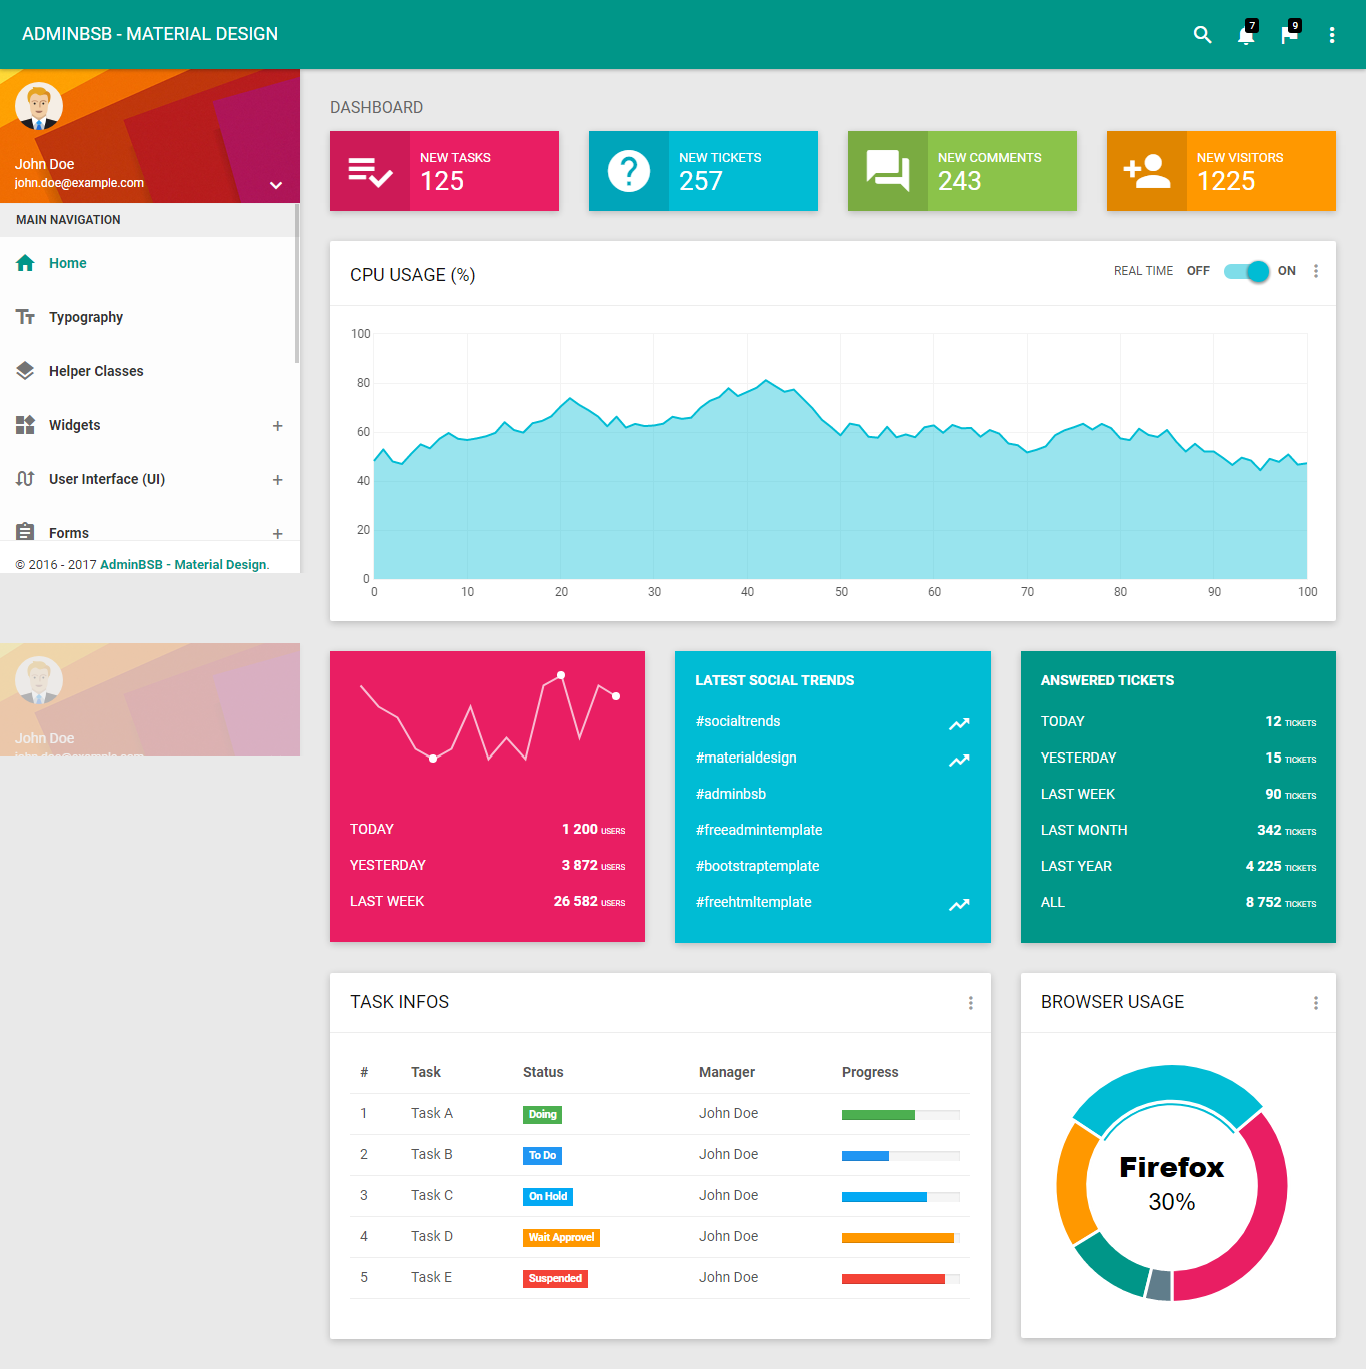 ADMINBSB - MATERIAL DESIGN
7
9
John Doe
john.doe@example.com
MAIN NAVIGATION
Home
Typography
Helper Classes
Widgets
+
User Interface (UI)
+
Forms
+
© 2016 - 2017 AdminBSB - Material Design.
John Doe
john.doe@example.com
DASHBOARD
NEW TASKS
125
NEW TICKETS
257
NEW COMMENTS
243
NEW VISITORS
1225
CPU USAGE (%)
REAL TIME OFF ON
100
80
60
40
20
0
0 10 20 30 40 50 60 70 80 90 100
TODAY 1 200 USERS
YESTERDAY 3 872 USERS
LAST WEEK 26 582 USERS
LATEST SOCIAL TRENDS
#socialtrends
#materialdesign
#adminbsb
#freeadmintemplate
#bootstraptemplate
#freehtmltemplate
ANSWERED TICKETS
TODAY 12 TICKETS
YESTERDAY 15 TICKETS
LAST WEEK 90 TICKETS
LAST MONTH 342 TICKETS
LAST YEAR 4 225 TICKETS
ALL 8 752 TICKETS
TASK INFOS
# Task Status Manager Progress
1 Task A Doing John Doe
2 Task B To Do John Doe
3 Task C On Hold John Doe
4 Task D Wait Approvel John Doe
5 Task E Suspended John Doe
BROWSER USAGE
Firefox
30%